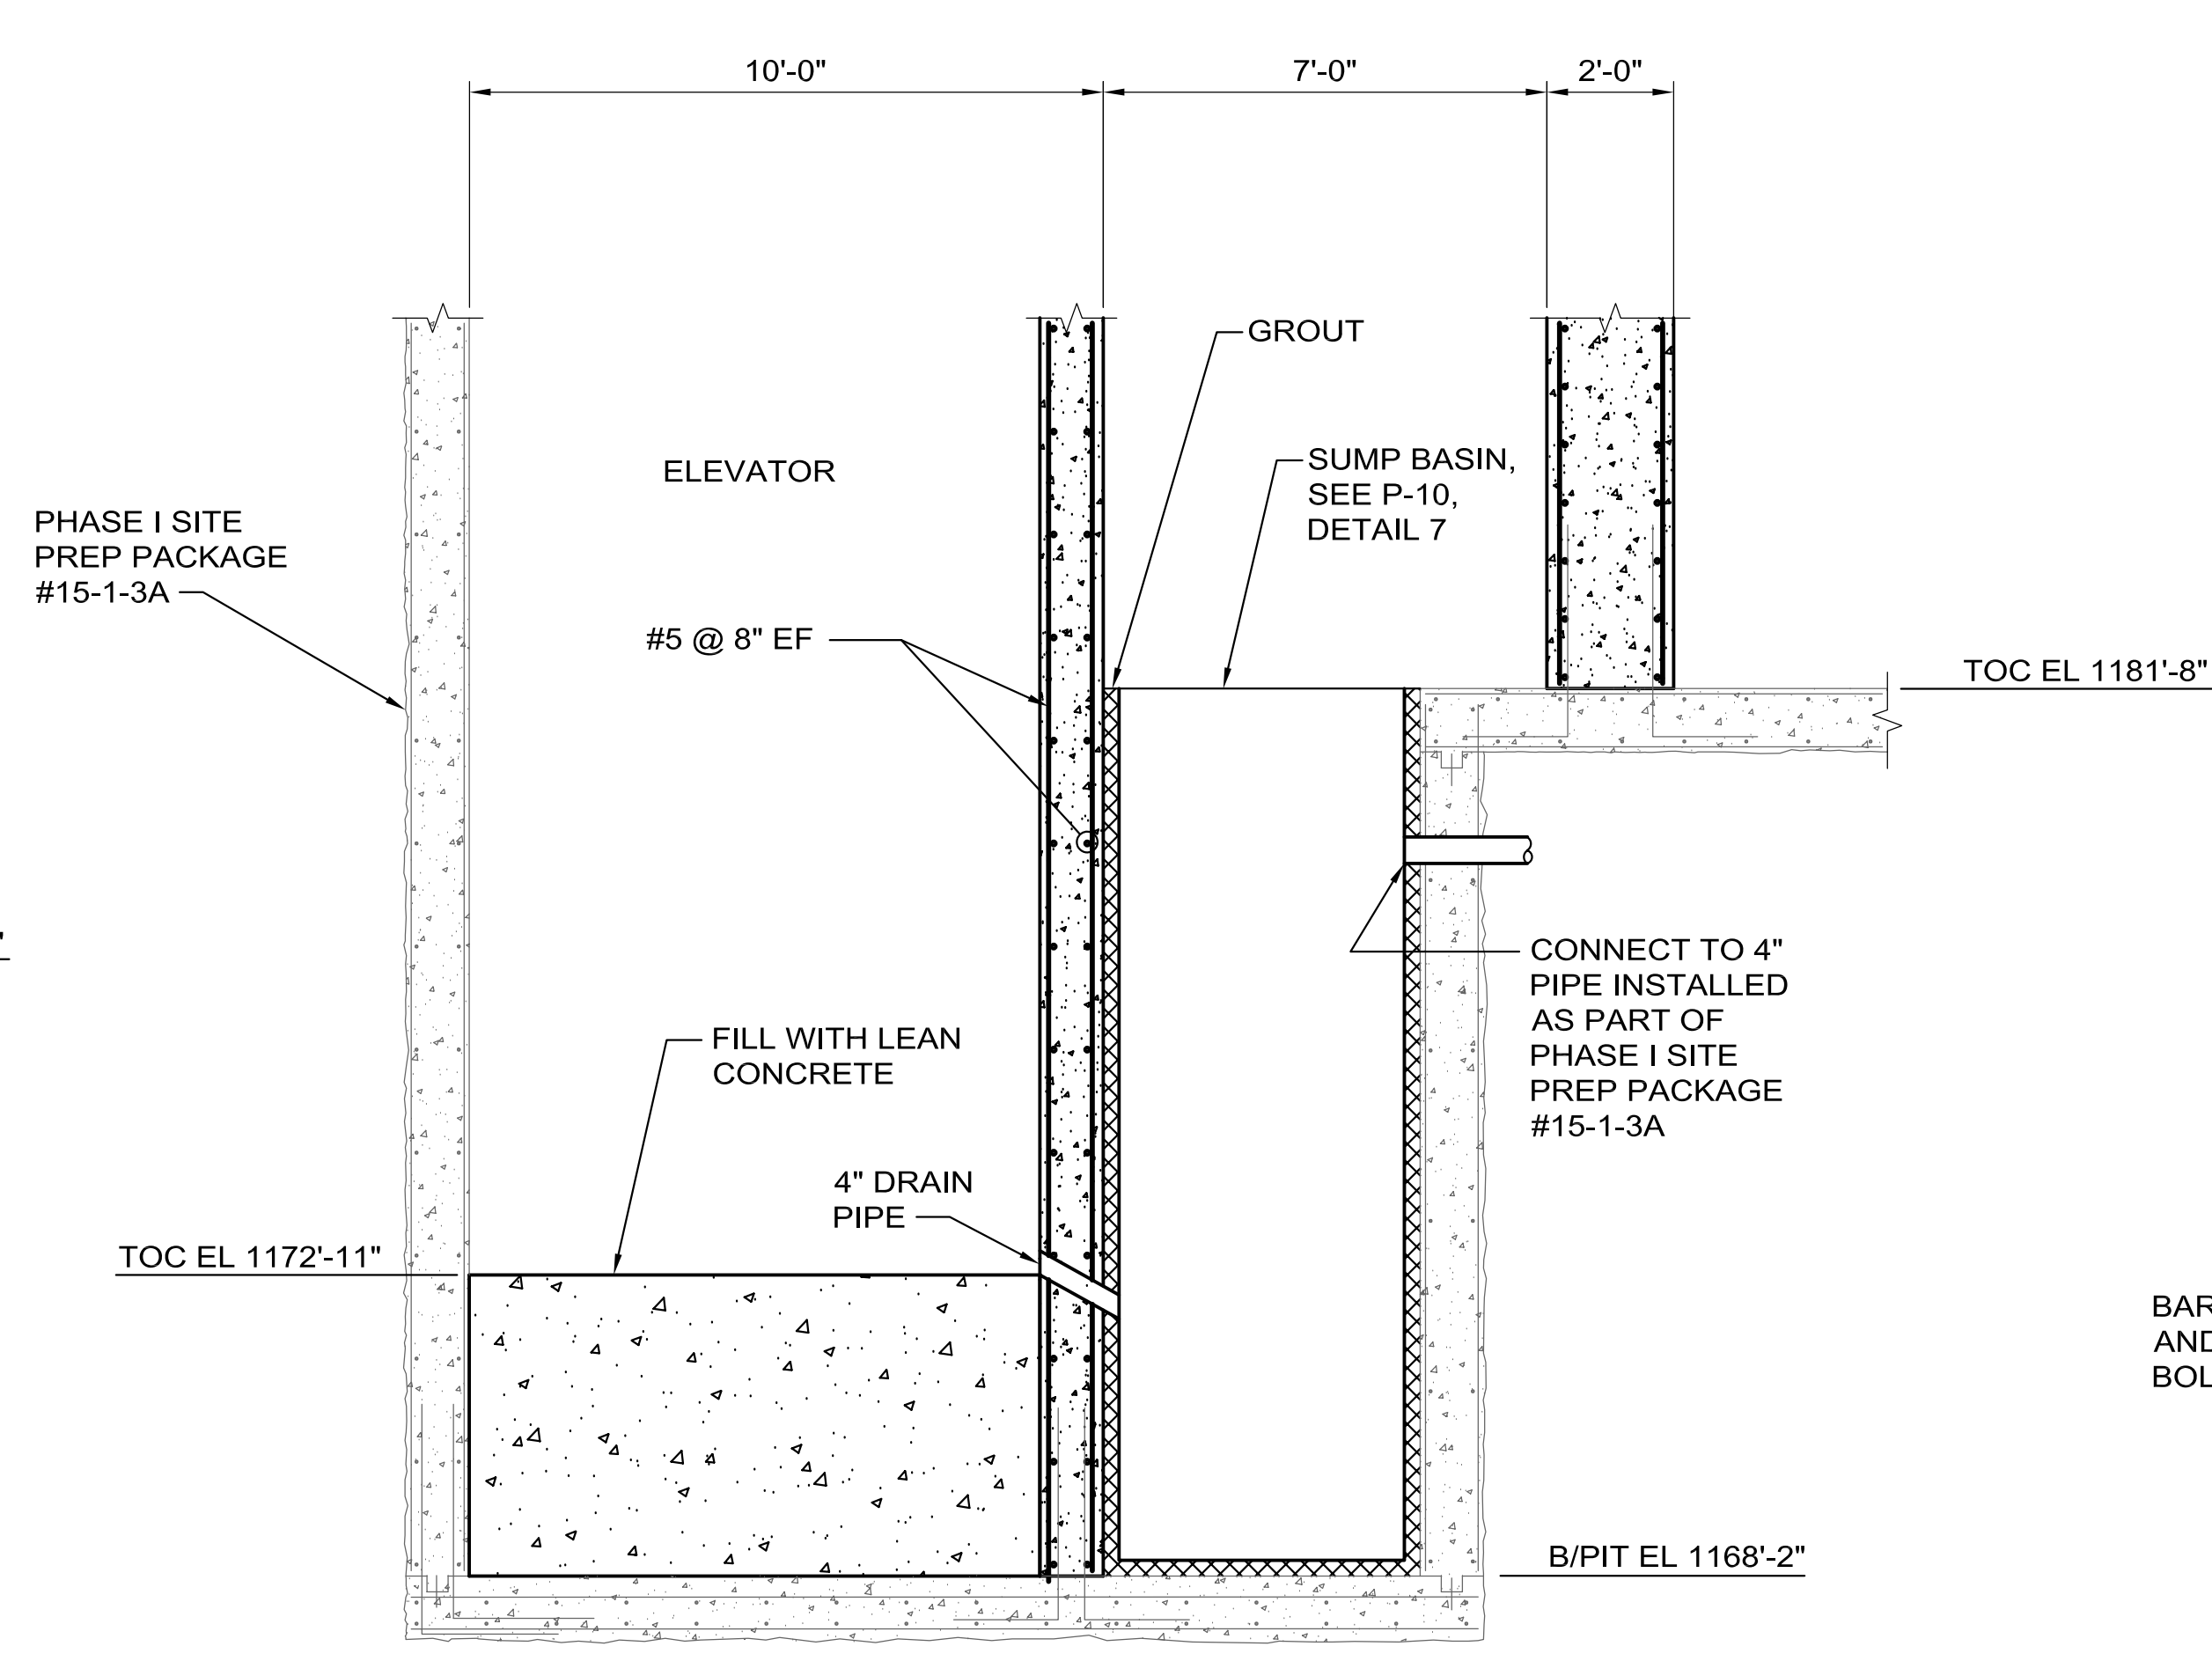 10'-0"
7'-0"
2'-0"
GROUT
ELEVATOR
SUMP BASIN,
SEE P-10,
DETAIL 7
PHASE I SITE
PREP PACKAGE
#15-1-3A
#5 @ 8" EF
TOC EL 1181'-8"
CONNECT TO 4"
PIPE INSTALLED
AS PART OF
PHASE I SITE
PREP PACKAGE
#15-1-3A
FILL WITH LEAN
CONCRETE
4" DRAIN
PIPE
TOC EL 1172'-11"
BAR
AND
BOL
B/PIT EL 1168'-2"